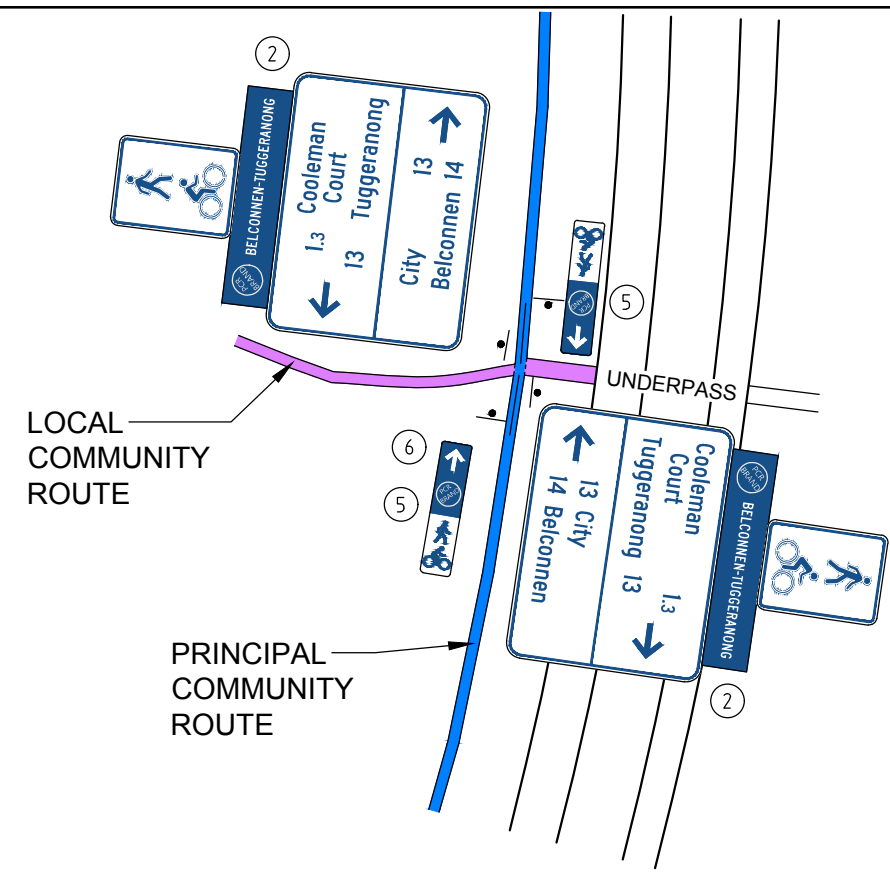 2
BELCONNEN-TUGGERANONG
PCR
BRAND
Cooleman
Court
1.3
13 Tuggeranong
City 13
Belconnen 14
PCR
BRAND
5
UNDERPASS
LOCAL
COMMUNITY
ROUTE
6
5
PCR
BRAND
Cooleman
Court 1.3
Tuggeranong 13
13 City
14 Belconnen
PCR
BRAND
BELCONNEN-TUGGERANONG
2
PRINCIPAL
COMMUNITY
ROUTE